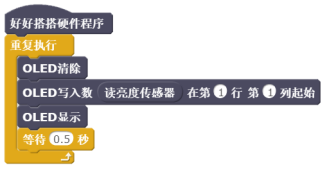 好好搭搭硬件程序
重复执行
OLED清除
OLED写入数 读亮度传感器 在第 1 行 第 1 列起始
OLED显示
等待 0.5 秒